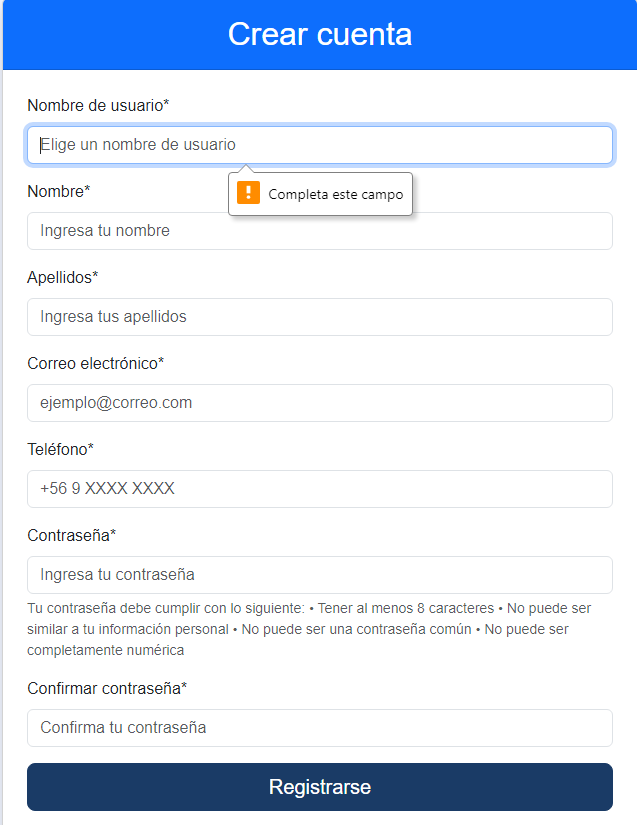 Crear cuenta
Nombre de usuario*
Elige un nombre de usuario
Completa este campo
Nombre*
Ingresa tu nombre
Apellidos*
Ingresa tus apellidos
Correo electrónico*
ejemplo@correo.com
Teléfono*
+56 9 XXXX XXXX
Contraseña*
Ingresa tu contraseña
Tu contraseña debe cumplir con lo siguiente: • Tener al menos 8 caracteres • No puede ser
similar a tu información personal • No puede ser una contraseña común • No puede ser
completamente numérica
Confirmar contraseña*
Confirma tu contraseña
Registrarse